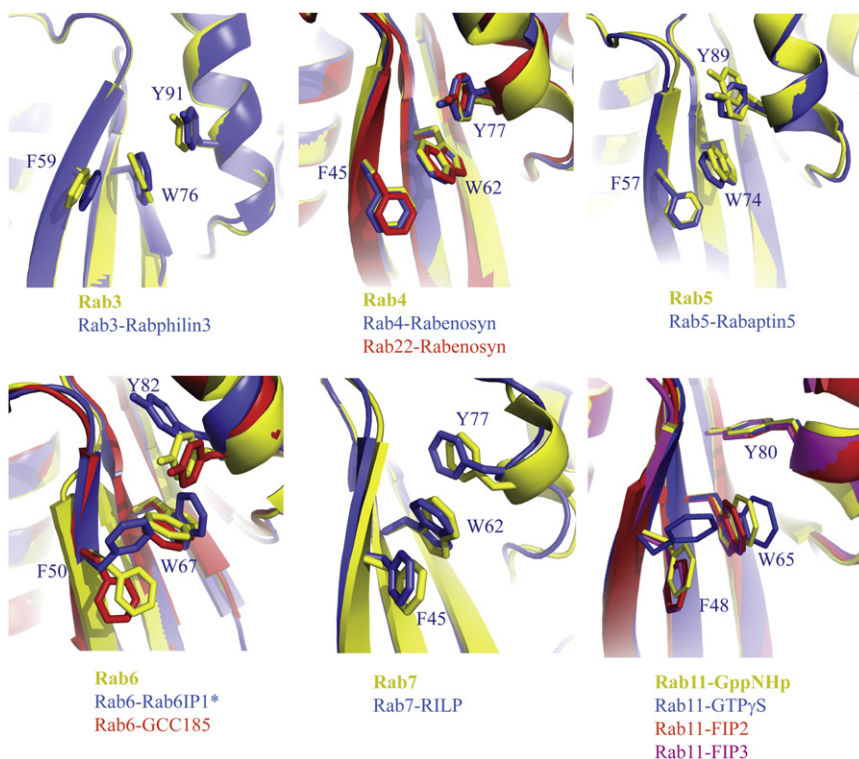 Y91
F59
W76
Rab3
Rab3-Rabphilin3
Y77
F45
W62
Rab4
Rab4-Rabenosyn
Rab22-Rabenosyn
Y89
F57
W74
Rab5
Rab5-Rabaptin5
Y82
F50
W67
Rab6
Rab6-Rab6IP1*
Rab6-GCC185
Y77
W62
F45
Rab7
Rab7-RILP
Y80
W65
F48
Rab11-GppNHp
Rab11-GTPγS
Rab11-FIP2
Rab11-FIP3